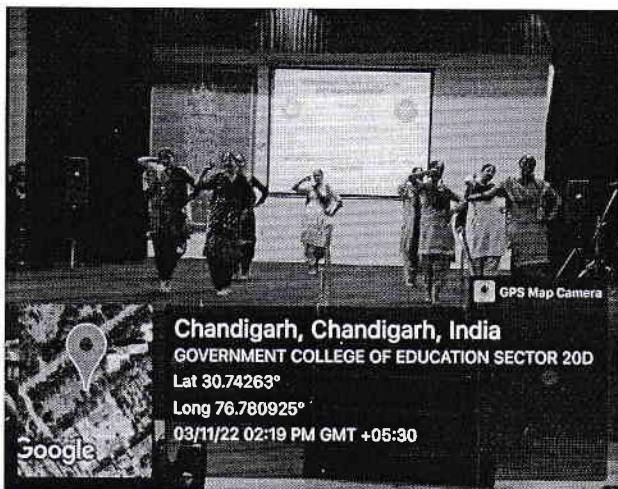 GPS Map Camera
Chandigarh, Chandigarh, India
GOVERNMENT COLLEGE OF EDUCATION SECTOR 20D
Lat 30.74263°
Long 76.780925°
03/11/22 02:19 PM GMT +05:30
Google